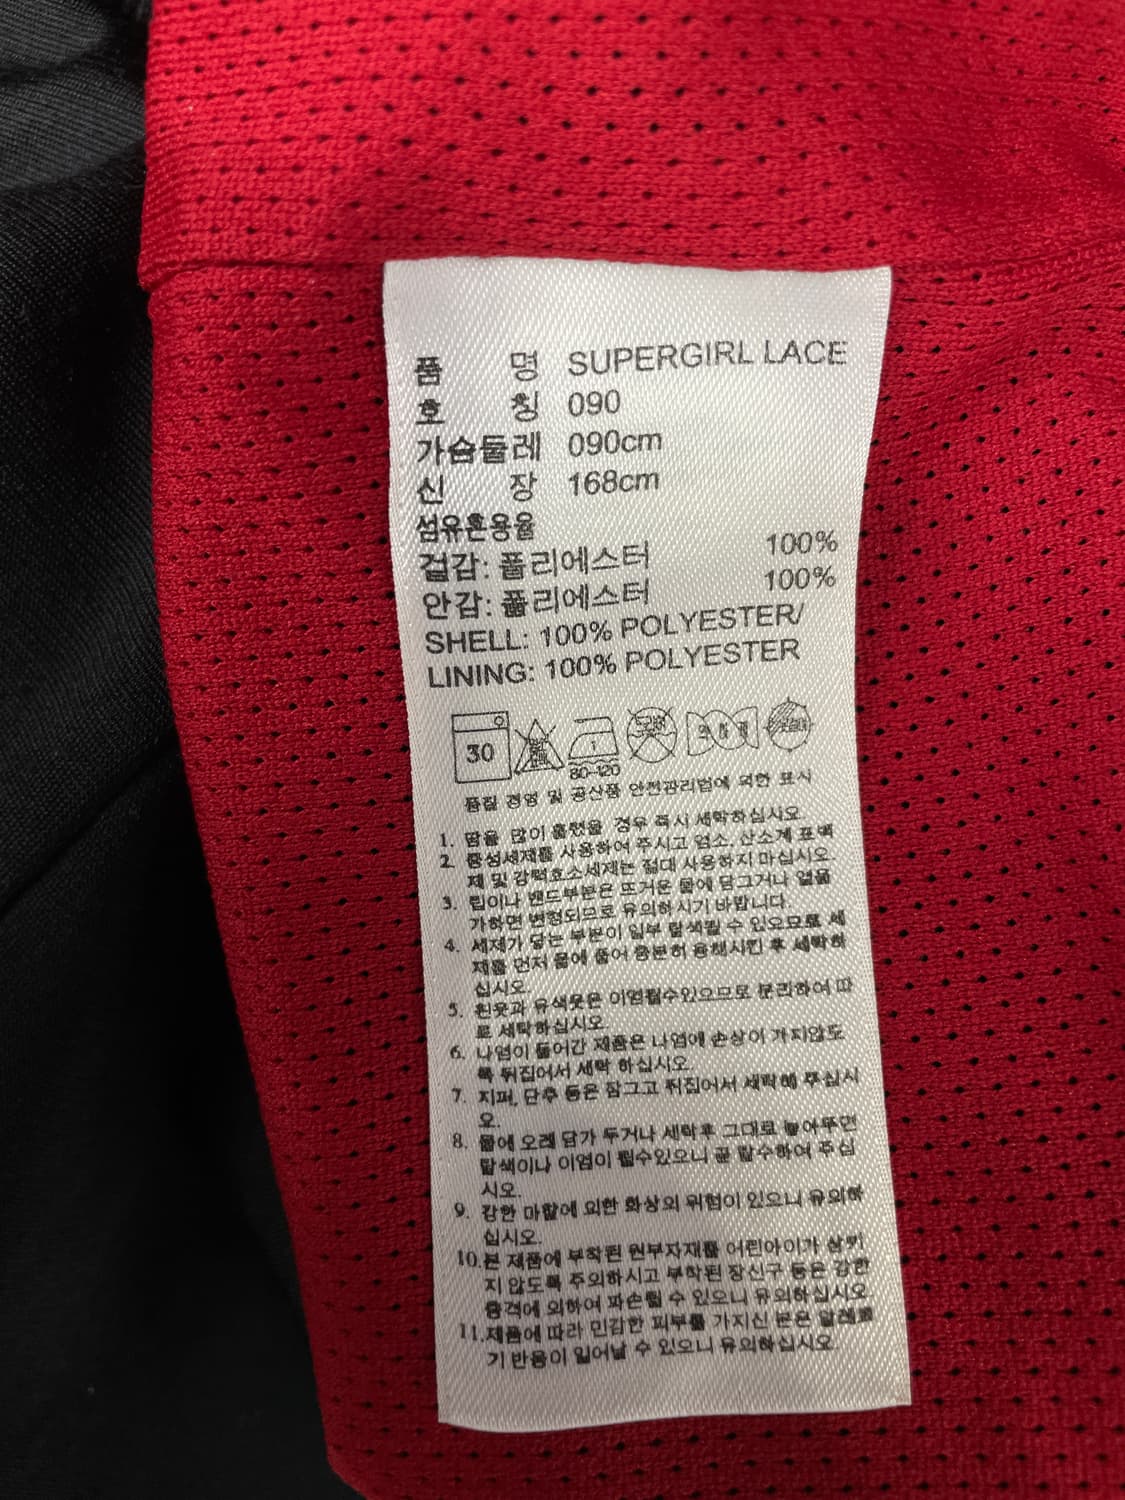 품 명 SUPERGIRL LACE
호 칭 090
가슴둘레 090cm
신 장 168cm
섬유혼용율
겉감: 폴리에스터 100%
안감: 폴리에스터 100%
SHELL: 100% POLYESTER/
LINING: 100% POLYESTER
30
1
80~120
품질 경영 및 공산품 안전관리법에 의한 표시
1. 땀을 많이 흘렸을 경우 즉시 세탁하십시오.
2. 중성세제를 사용하여 주시고 염소, 산소계 표백
제 및 강력효소세제는 절대 사용하지 마십시오.
3. 립이나 밴드부분은 뜨거운 물에 담그거나 열을
가하면 변형되므로 유의하시기 바랍니다.
4. 세제가 닿는 부분이 일부 탈색될 수 있으므로 세
제를 먼저 물에 풀어 충분히 용해시킨 후 세탁하
십시오.
5. 흰옷과 유색옷은 이염될수있으므로 분리하여 따
로 세탁하십시오.
6. 나염이 들어간 제품은 나염에 손상이 가지않도
록 뒤집어서 세탁 하십시오.
7. 지퍼, 단추 등은 잠그고 뒤집어서 세탁해 주십시
요.
8. 물에 오래 담가 두거나 세탁후 그대로 놓아두면
탈색이나 이염이 될수있으니 곧 탈수하여 주십
시오.
9. 강한 마찰에 의한 화상의 위험이 있으니 유의하
십시오.
10.본 제품에 부착된 원부자재를 어린아이가 삼키
지 않도록 주의하시고 부착된 장신구 등은 강한
충격에 의하여 파손될 수 있으니 유의하십시오.
11.제품에 따라 민감한 피부를 가지신 분은 알레르
기 반응이 일어날 수 있으니 유의하십시오.